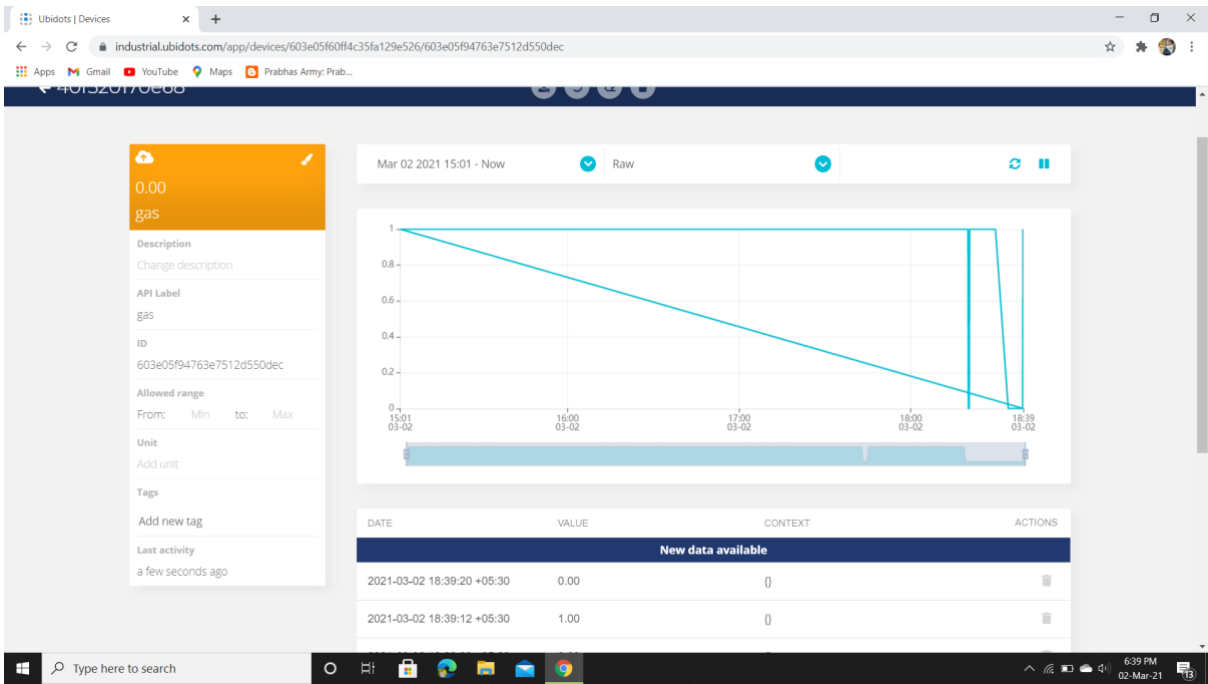 Ubidots | Devices
industrial.ubidots.com/app/devices/603e05f60ff4c35fa129e526/603e05f94763e7512d550dec
Apps Gmail YouTube Maps Prabhas Army: Prab...
Mar 02 2021 15:01 - Now Raw
0.00
gas
Description
Change description
API Label
gas
ID
603e05f94763e7512d550dec
Allowed range
From: Min to: Max
Unit
Add unit
Tags
Add new tag
Last activity
a few seconds ago
1
0.8
0.6
0.4
0.2
0
15:01 16:00 17:00 18:00 18:39
03-02 03-02 03-02 03-02 03-02
DATE VALUE CONTEXT ACTIONS
New data available
2021-03-02 18:39:20 +05:30 0.00 {}
2021-03-02 18:39:12 +05:30 1.00 {}
Type here to search
6:39 PM
02-Mar-21
13